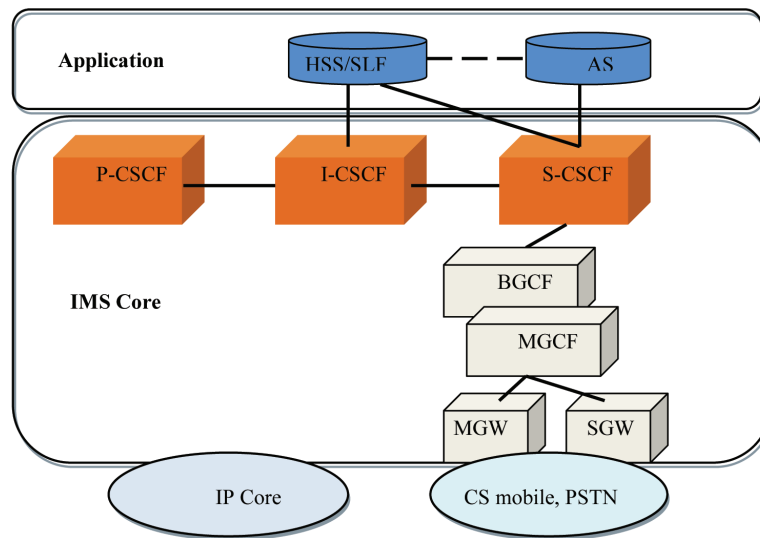 Application
HSS/SLF
AS
P-CSCF
I-CSCF
S-CSCF
BGCF
IMS Core
MGCF
MGW
SGW
IP Core
CS mobile, PSTN